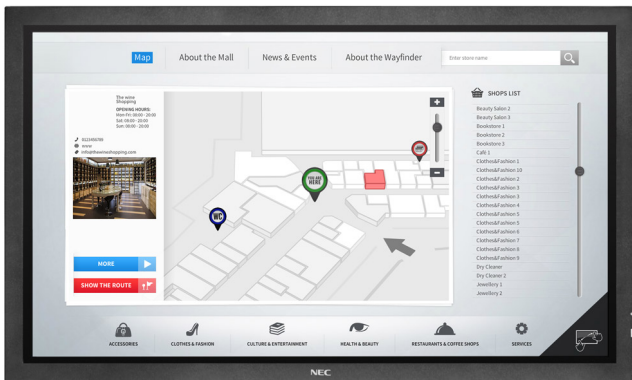 Map
About the Mall
News & Events
About the Wayfinder
Enter store name
The wine
Shopping
OPENING HOURS:
Mon-Fri: 08:00 - 20:00
Sat: 08:00 - 20:00
Sun: 08:00 - 20:00
0123456789
www
info@thewineshopping.com
MORE
SHOW THE ROUTE
YOU ARE
HERE
WC
SHOPS LIST
Beauty Salon 2
Beauty Salon 3
Bookstore 1
Bookstore 2
Bookstore 3
Café 1
Clothes&Fashion 1
Clothes&Fashion 10
Clothes&Fashion 2
Clothes&Fashion 3
Clothes&Fashion 3
Clothes&Fashion 4
Clothes&Fashion 5
Clothes&Fashion 5
Clothes&Fashion 6
Clothes&Fashion 7
Clothes&Fashion 8
Clothes&Fashion 9
Dry Cleaner
Dry Cleaner 2
Jewellery 1
Jewellery 2
ACCESSORIES
CLOTHES & FASHION
CULTURE & ENTERTAINMENT
HEALTH & BEAUTY
RESTAURANTS & COFFEE SHOPS
SERVICES
NEC